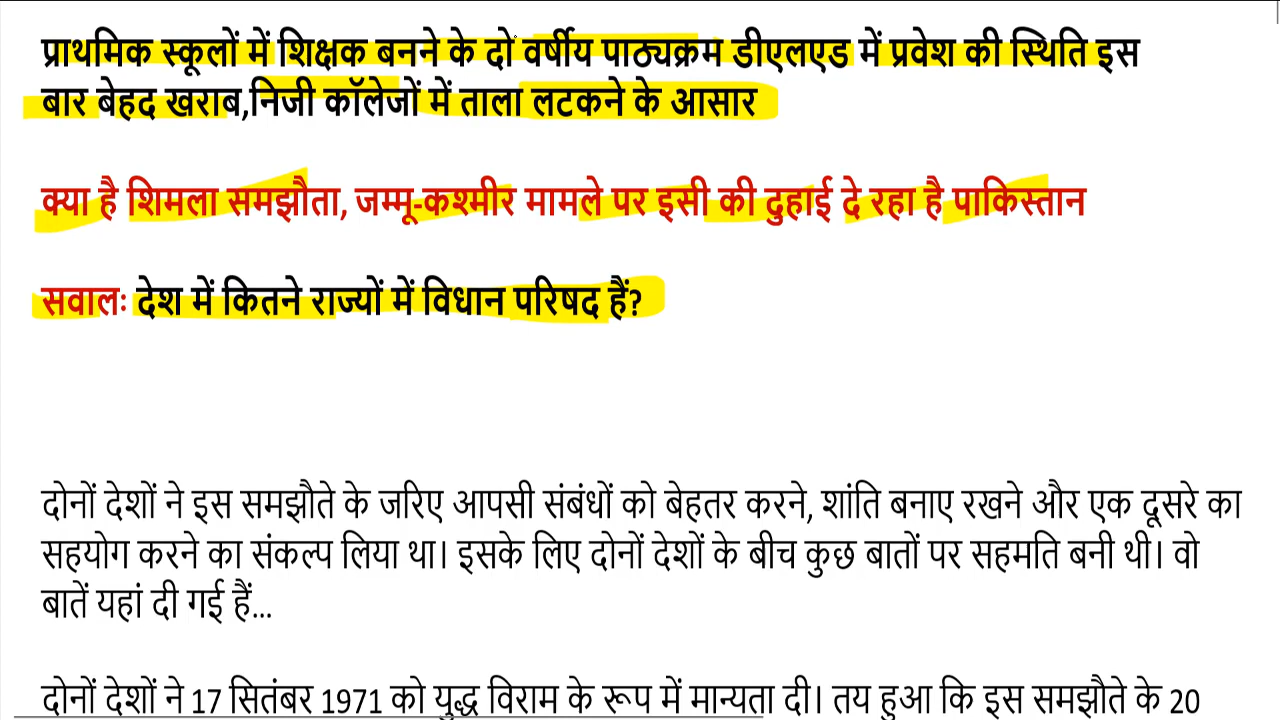 प्राथमिक स्कूलों में शिक्षक बनने के दो वर्षीय पाठ्यक्रम डीएलएड में प्रवेश की स्थिति इस
बार बेहद खराब,निजी कॉलेजों में ताला लटकने के आसार
क्या है शिमला समझौता, जम्मू-कश्मीर मामले पर इसी की दुहाई दे रहा है पाकिस्तान
सवालः देश में कितने राज्यों में विधान परिषद हैं?
दोनों देशों ने इस समझौते के जरिए आपसी संबंधों को बेहतर करने, शांति बनाए रखने और एक दूसरे का
सहयोग करने का संकल्प लिया था। इसके लिए दोनों देशों के बीच कुछ बातों पर सहमति बनी थी। वो
बातें यहां दी गई हैं...
दोनों देशों ने 17 सितंबर 1971 को युद्ध विराम के रूप में मान्यता दी। तय हुआ कि इस समझौते के 20